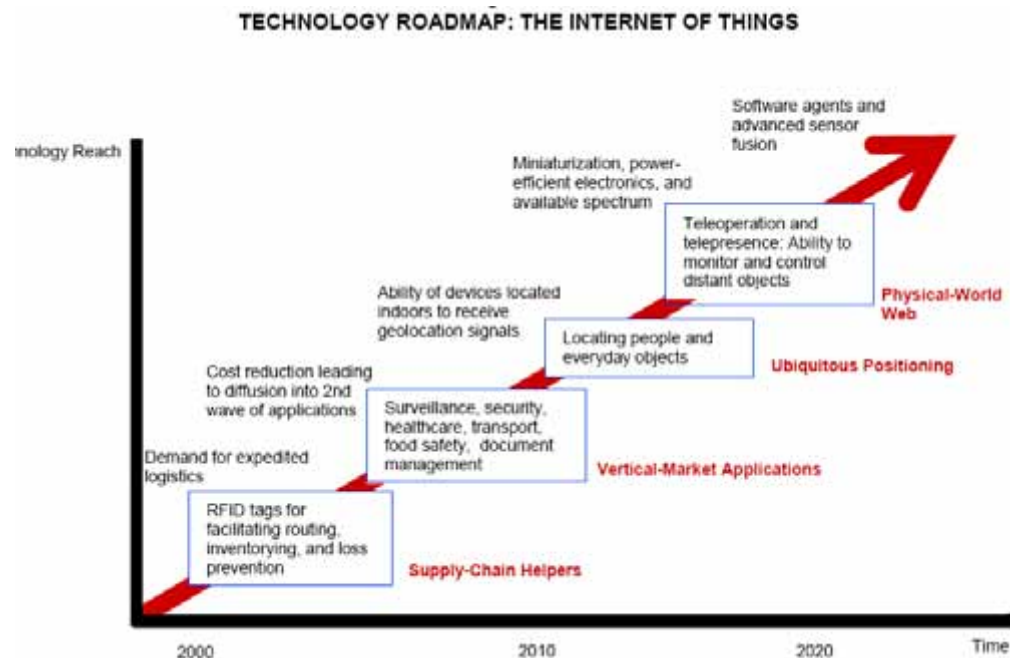 TECHNOLOGY ROADMAP: THE INTERNET OF THINGS
Software agents and
advanced sensor
fusion
nology Reach
Miniaturization, power-
efficient electronics, and
available spectrum
Teleoperation and
telepresence: Ability to
monitor and control
distant objects
Physical-World
Web
Ability of devices located
indoors to receive
geolocation signals
Locating people and
everyday objects
Ubiquitous Positioning
Cost reduction leading
to diffusion into 2nd
wave of applications
Surveillance, security,
healthcare, transport,
food safety, document
management
Vertical-Market Applications
Demand for expedited
logistics
RFID tags for
facilitating routing,
inventorying, and loss
prevention
Supply-Chain Helpers
2000
2010
2020
Time